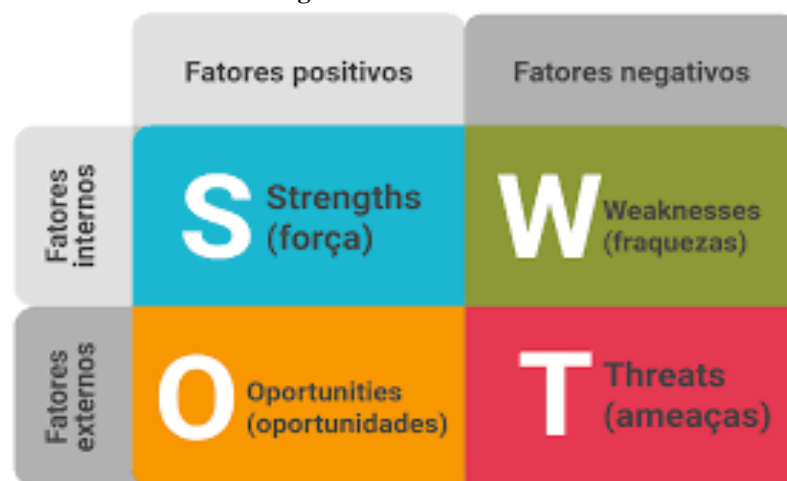 Fatores positivos
Fatores negativos
Fatores
internos
S
Strengths
(força)
W
Weaknesses
(fraquezas)
Fatores
externos
O
Oportunities
(oportunidades)
T
Threats
(ameaças)